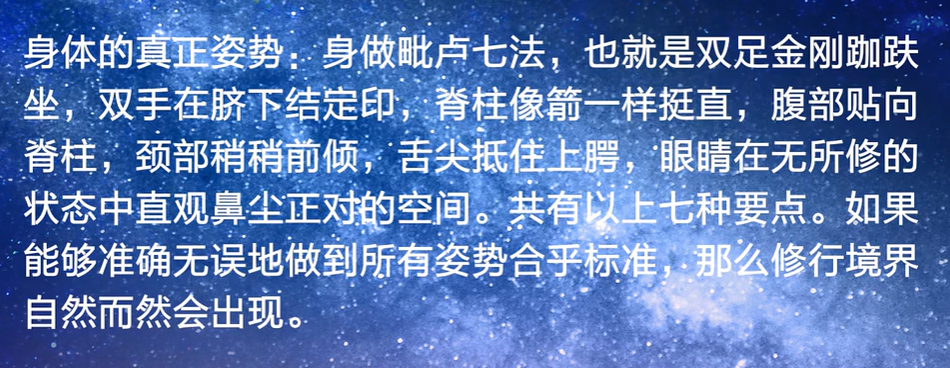 身体的真正姿势：身做毗卢七法，也就是双足金刚跏趺
坐，双手在脐下结定印，脊柱像箭一样挺直，腹部贴向
脊柱，颈部稍稍前倾，舌尖抵住上腭，眼睛在无所修的
状态中直观鼻尘正对的空间。共有以上七种要点。如果
能够准确无误地做到所有姿势合乎标准，那么修行境界
自然而然会出现。